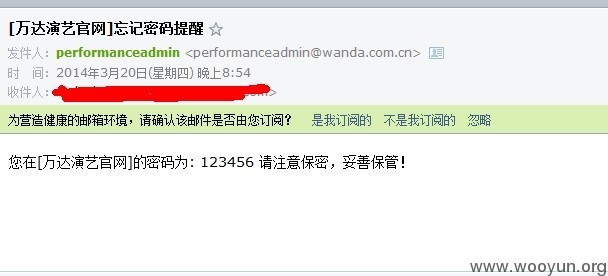 [万达演艺官网]忘记密码提醒
发件人：performanceadmin <performanceadmin@wanda.com.cn>
时 间：2014年3月20日(星期四) 晚上8:54
收件人：
为营造健康的邮箱环境，请确认该邮件是否由您订阅？ 是我订阅的 不是我订阅的 忽略
您在[万达演艺官网]的密码为: 123456 请注意保密，妥善保管！
www.wooyun.org